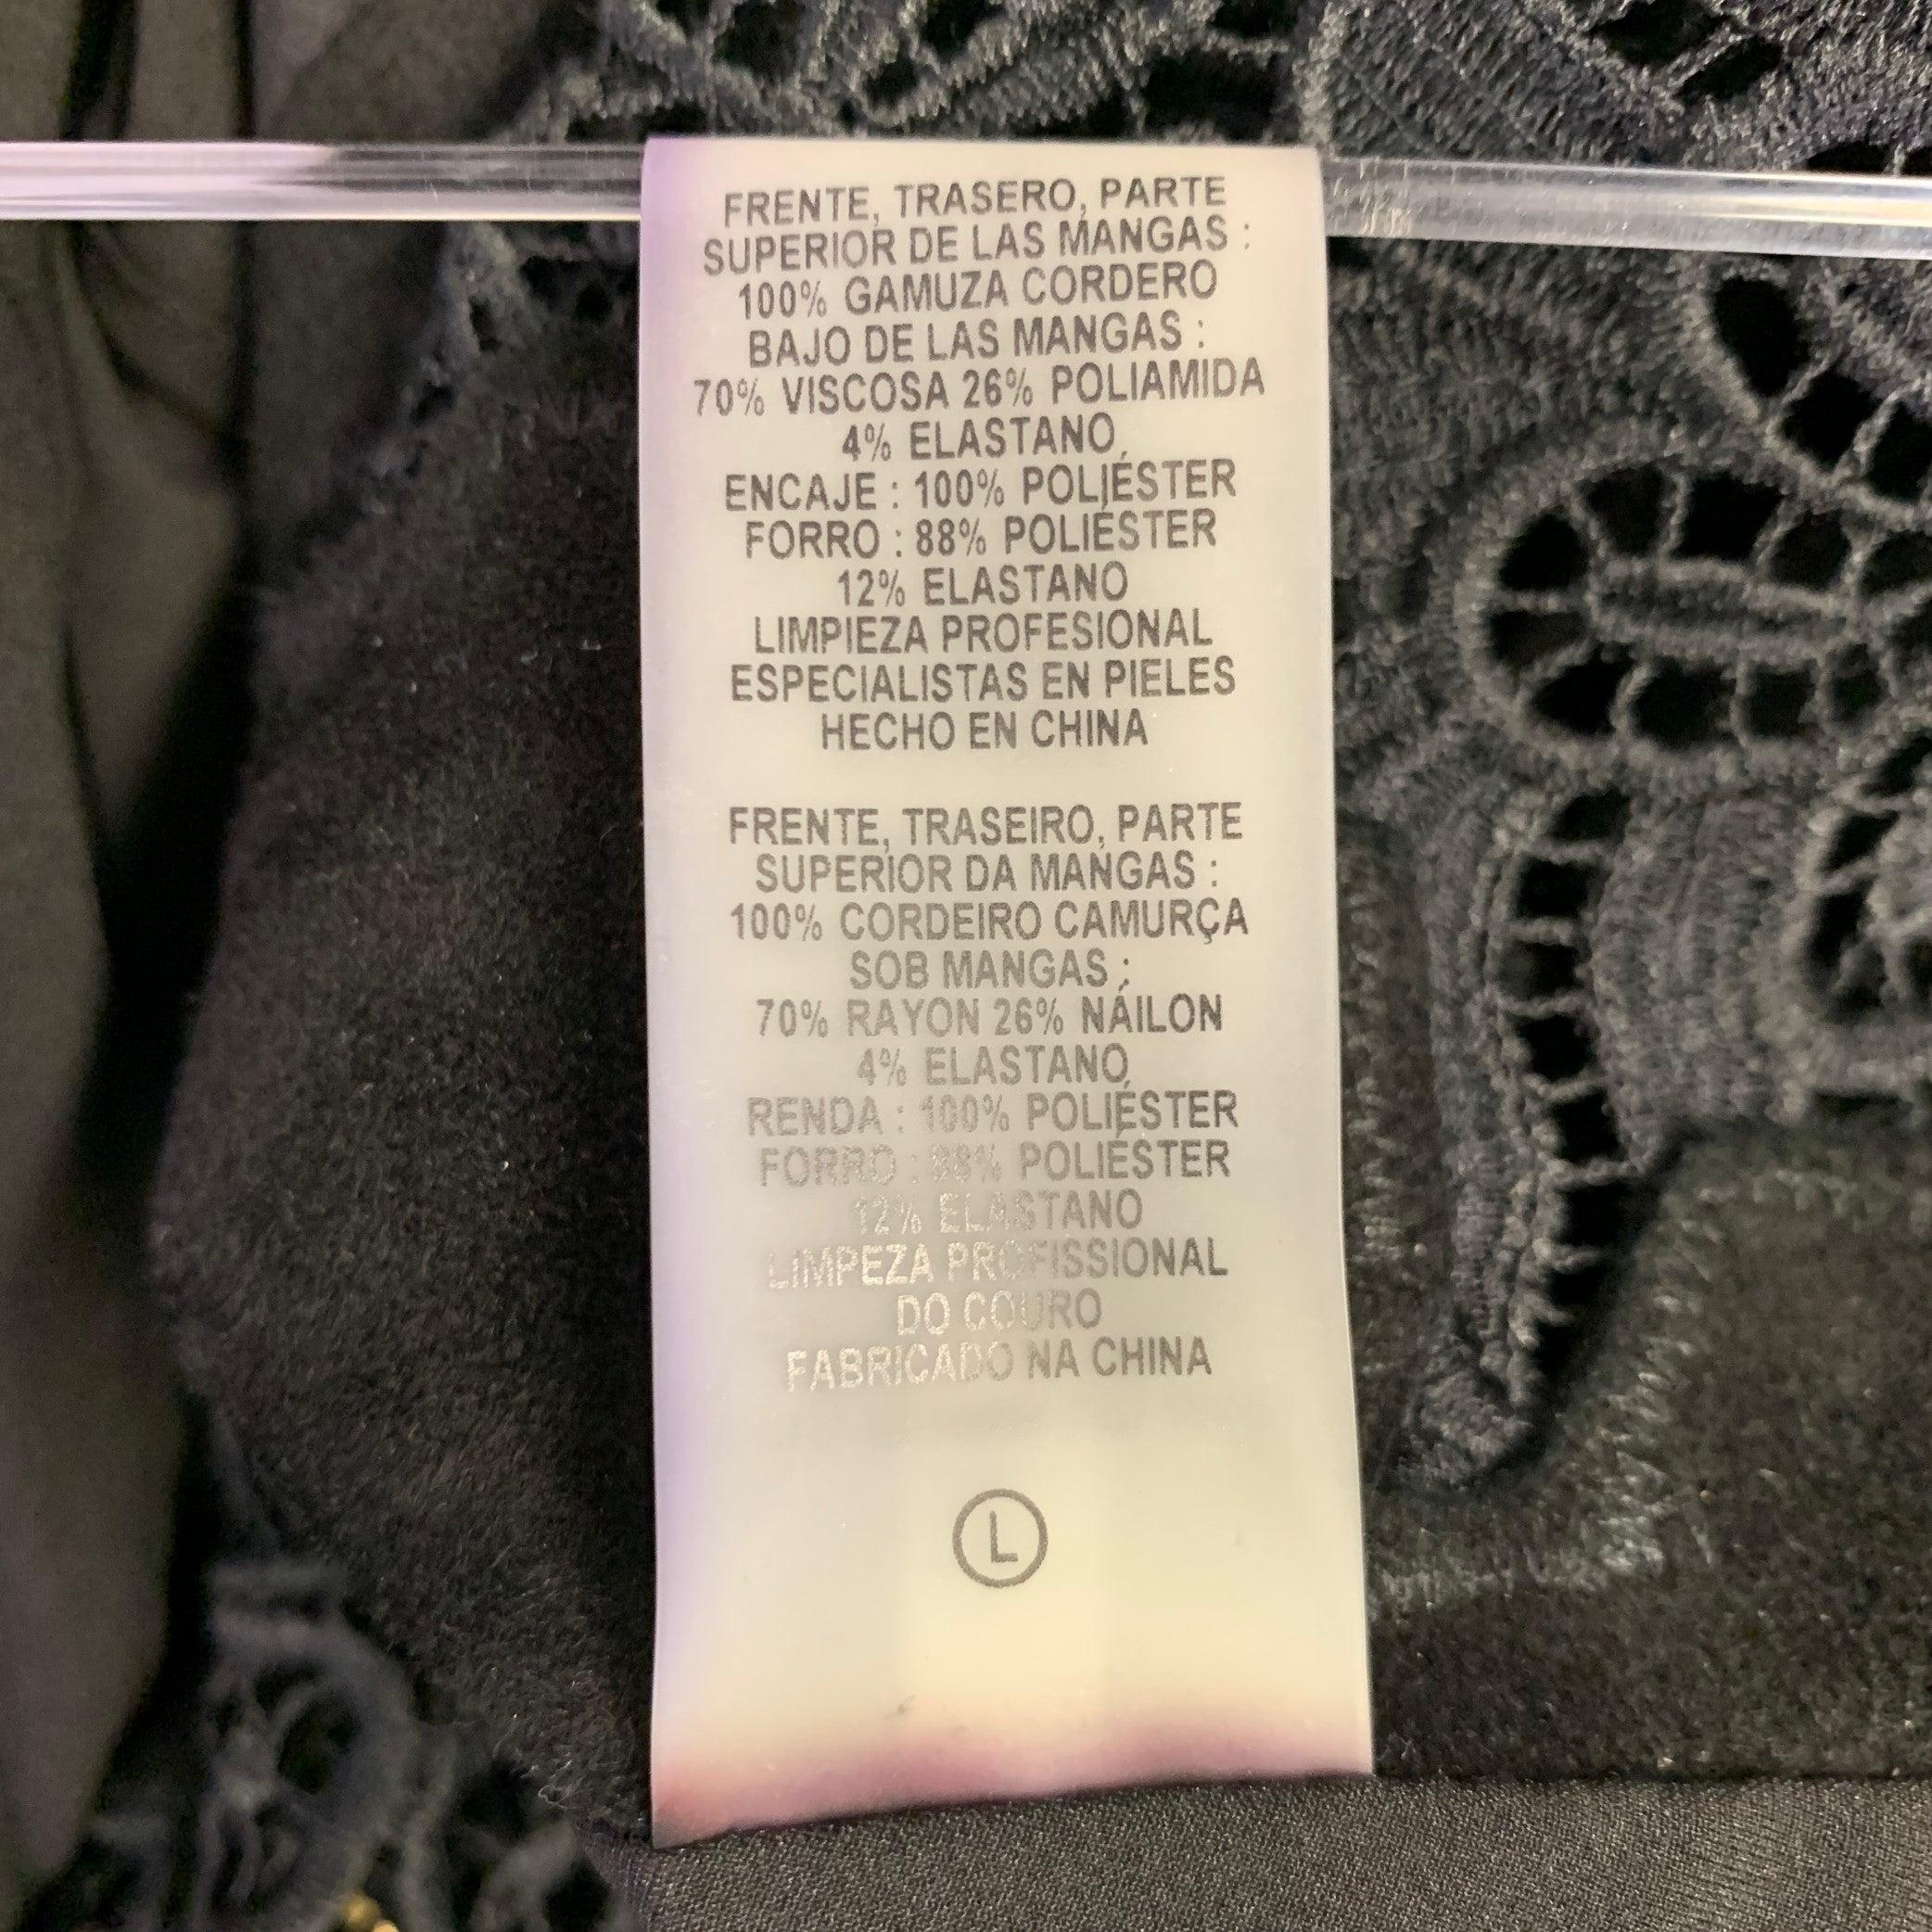 FRENTE, TRASERO, PARTE
SUPERIOR DE LAS MANGAS :
100% GAMUZA CORDERO
BAJO DE LAS MANGAS :
70% VISCOSA 26% POLIAMIDA
4% ELASTANO
ENCAJE : 100% POLIÉSTER
FORRO : 88% POLIÉSTER
12% ELASTANO
LIMPIEZA PROFESIONAL
ESPECIALISTAS EN PIELES
HECHO EN CHINA
FRENTE, TRASEIRO, PARTE
SUPERIOR DA MANGAS :
100% CORDEIRO CAMURÇA
SOB MANGAS :
70% RAYON 26% NÁILON
4% ELASTANO
RENDA : 100% POLIÉSTER
FORRO : 88% POLIÉSTER
12% ELASTANO
LIMPEZA PROFISSIONAL
DO COURO
FABRICADO NA CHINA
L